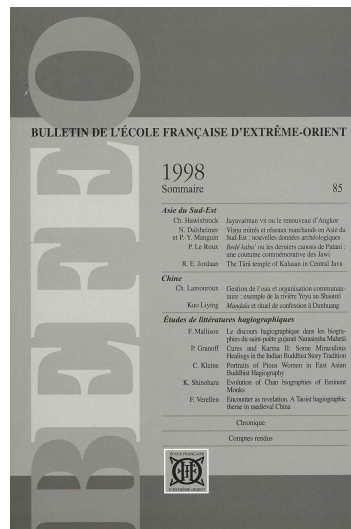 BEFEO
BULLETIN DE L'ÉCOLE FRANÇAISE D'EXTRÊME-ORIENT
1998
Sommaire 85
Asie du Sud-Est
Ch. Hawixbrock Jayavarman VII ou le renouveau d'Angkor
N. Dalsheimer Viṣṇu mitrés et réseaux marchands en Asie du
et P.-Y. Manguin Sud-Est : nouvelles données archéologiques
P. Le Roux Bedé kaba' ou les derniers canons de Patani :
une coutume commémorative des Jawi
R. E. Jordaan The Tārā temple of Kalasan in Central Java
Chine
Ch. Lamouroux Gestion de l'eau et organisation communau-
taire : exemple de la rivière Yeyu au Shaanxi
Kuo Liying Maṇḍala et rituel de confession à Dunhuang
Études de littératures hagiographiques
F. Mallison Le discours hagiographique dans les biogra-
phies du saint-poète gujarati Narasiṃha Mahetā
P. Granoff Cures and Karma II: Some Miraculous
Healings in the Indian Buddhist Story Tradition
C. Kleine Portraits of Pious Women in East Asian
Buddhist Hagiography
K. Shinohara Evolution of Chan biographies of Eminent
Monks
F. Verellen Encounter as revelation. A Taoist hagiographic
theme in medieval China
Chronique
Comptes rendus
ÉCOLE FRANÇAISE
D'EXTRÊME-ORIENT